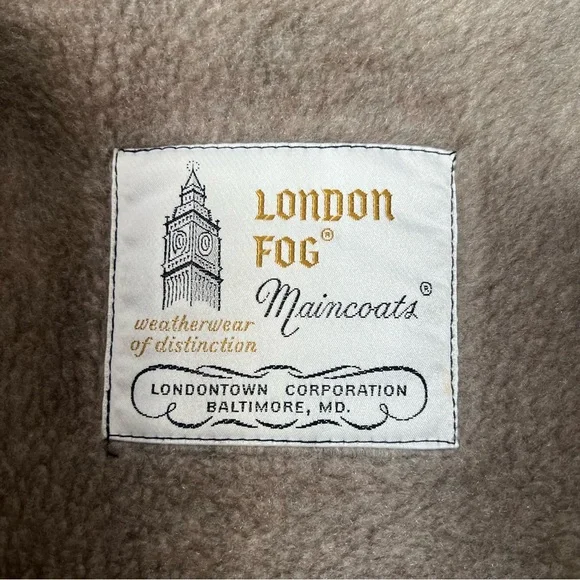 LONDON
FOG®
Maincoats®
weatherwear
of distinction
LONDONTOWN CORPORATION
BALTIMORE, MD.